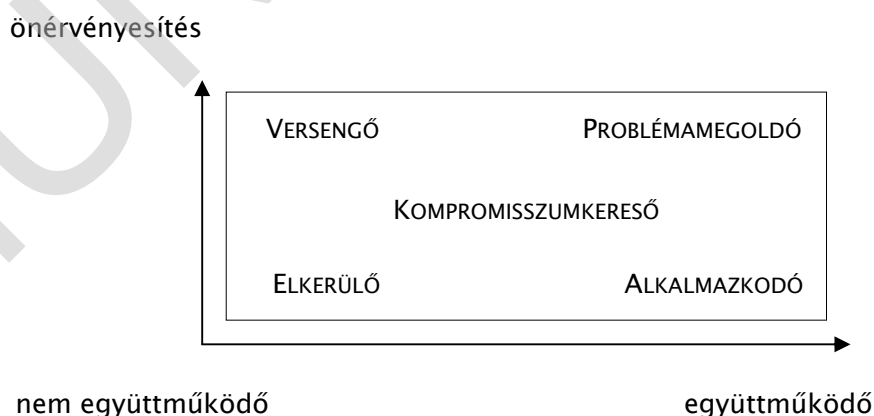 önérvényesítés
VERSENGŐ PROBLÉMAMEGOLDÓ
KOMPROMISSZUMKERESŐ
ELKERÜLŐ ALKALMAZKODÓ
nem együttműködő együttműködő